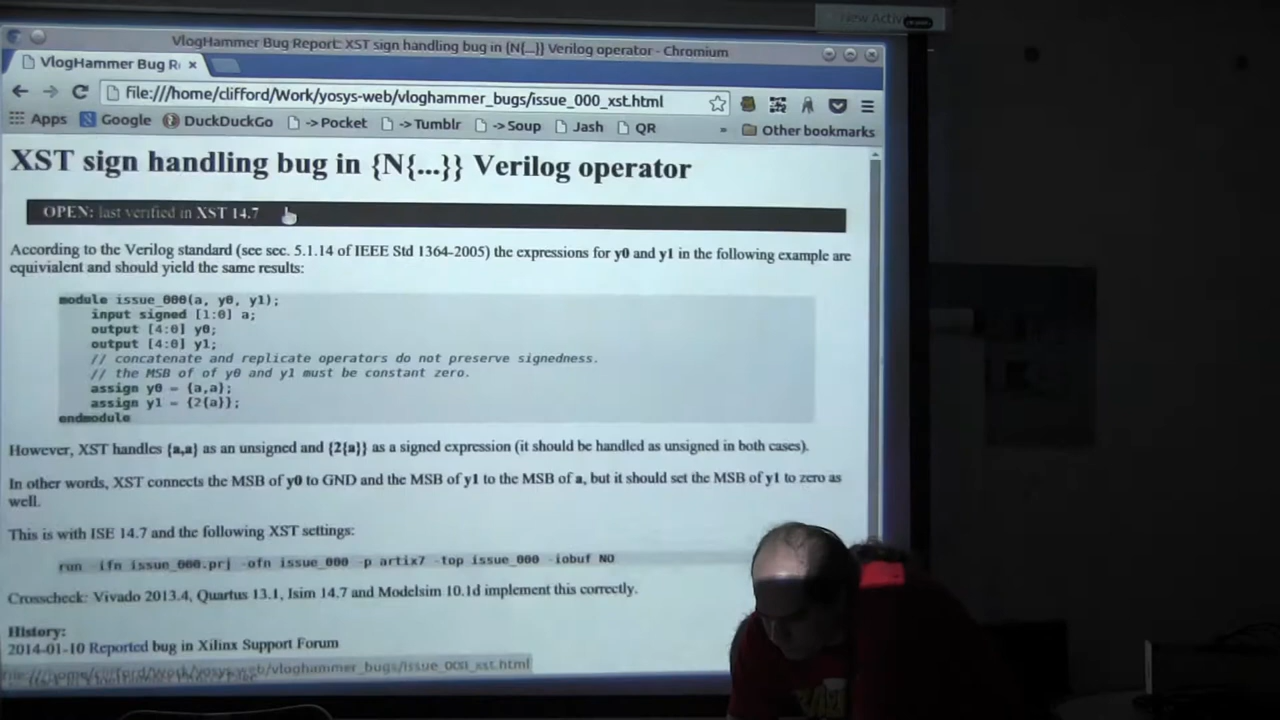 New Activ
VlogHammer Bug Report: XST sign handling bug in {N{...}} Verilog operator - Chromium
VlogHammer Bug R
file:///home/clifford/Work/yosys-web/vloghammer_bugs/issue_000_xst.html
Apps Google DuckDuckGo ->Pocket ->Tumblr ->Soup Jash QR » Other bookmarks
XST sign handling bug in {N{...}} Verilog operator
OPEN: last verified in XST 14.7
According to the Verilog standard (see sec. 5.1.14 of IEEE Std 1364-2005) the expressions for y0 and y1 in the following example are
equivialent and should yield the same results:
module issue_000(a, y0, y1);
input signed [1:0] a;
output [4:0] y0;
output [4:0] y1;
// concatenate and replicate operators do not preserve signedness.
// the MSB of of y0 and y1 must be constant zero.
assign y0 = {a,a};
assign y1 = {2{a}};
endmodule
However, XST handles {a,a} as an unsigned and {2{a}} as a signed expression (it should be handled as unsigned in both cases).
In other words, XST connects the MSB of y0 to GND and the MSB of y1 to the MSB of a, but it should set the MSB of y1 to zero as
well.
This is with ISE 14.7 and the following XST settings:
run -ifn issue_000.prj -ofn issue_000 -p artix7 -top issue_000 -iobuf NO
Crosscheck: Vivado 2013.4, Quartus 13.1, Isim 14.7 and Modelsim 10.1d implement this correctly.
History:
2014-01-10 Reported bug in Xilinx Support Forum
file:///home/clifford/Work/yosys-web/vloghammer_bugs/issue_000_xst.html